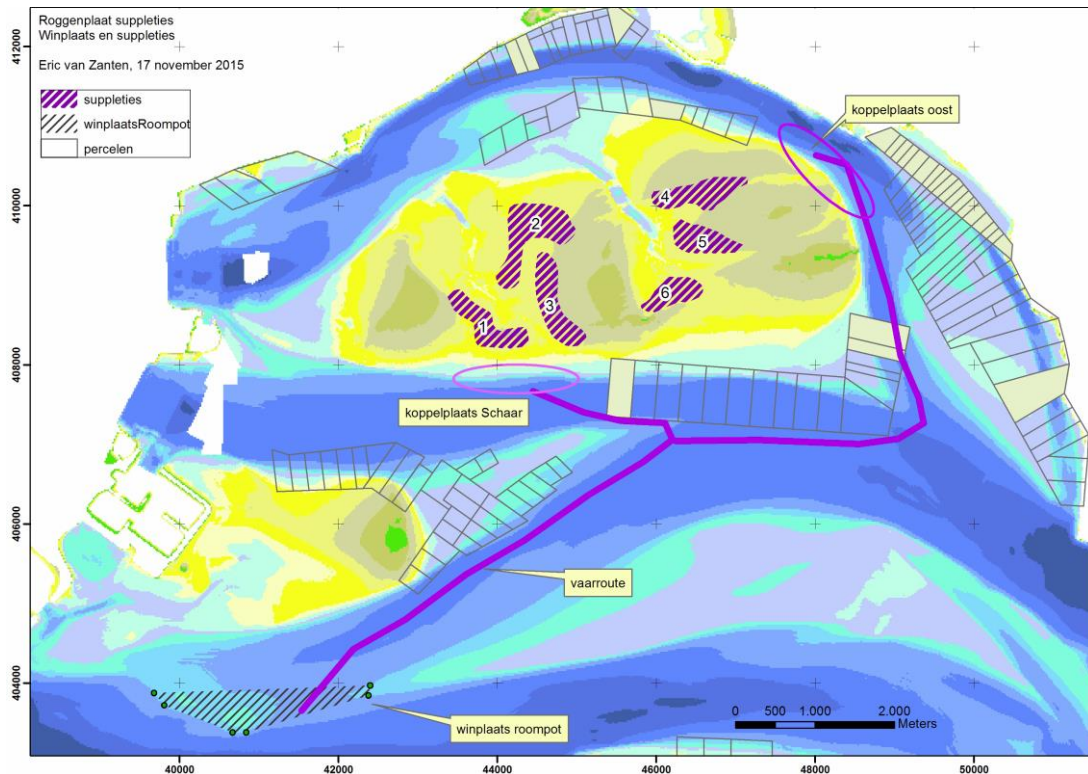 Roggenplaat suppleties
Winplaats en suppleties
Eric van Zanten, 17 november 2015
suppleties
winplaatsRoompot
percelen
412000
410000
408000
406000
404000
koppelplaats oost
4
2
5
6
3
1
koppelplaats Schaar
vaarroute
winplaats roompot
0 500 1.000 2.000
Meters
40000 42000 44000 46000 48000 50000